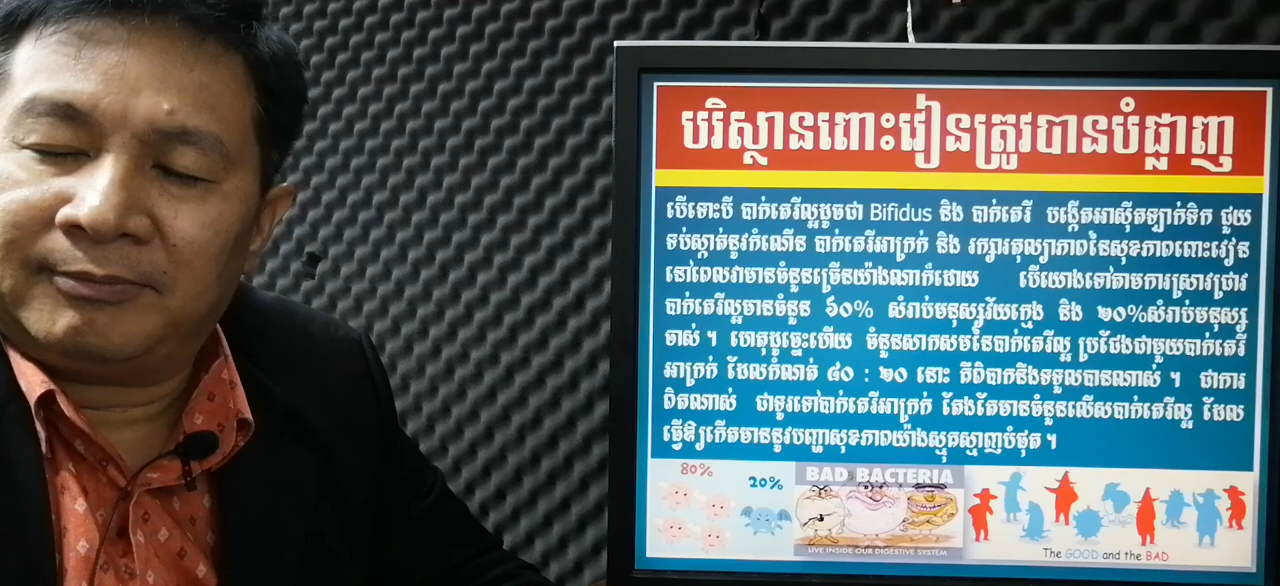 បរិស្ថានពោះវៀនត្រូវបានបំផ្លាញ
បើទោះបី បាក់តេរីល្អដូចជា Bifidus និង បាក់តេរី បង្កើតអាស៊ីតឡាក់ទិក ជួយ
ទប់ស្កាត់នូវកំណើន បាក់តេរីអាក្រក់ និង រក្សារតុល្យភាពនៃសុខភាពពោះវៀន
នៅពេលវាមានចំនួនច្រើនយ៉ាងណាក៏ដោយ បើយោងទៅតាមការស្រាវជ្រាវ
បាក់តេរីល្អមានចំនួន ៦០% សំរាប់មនុស្សវ័យក្មេង និង ២០%សំរាប់មនុស្ស
ចាស់ ។ ហេតុដូច្នេះហើយ ចំនួនសាកសមនៃបាក់តេរីល្អ ប្រជែងជាមួយបាក់តេរី
អាក្រក់ ដែលកំណត់ ៨០ : ២០ នោះ គឺពិបាកនឹងទទួលបានណាស់ ។ ជាការ
ពិតណាស់ ជាទូរទៅបាក់តេរីអាក្រក់ តែងតែមានចំនួនលើសបាក់តេរីល្អ ដែល
ធ្វើឱ្យកើតមាននូវបញ្ហាសុខភាពយ៉ាងស្មុគស្មាញបំផុត ។
80%
20%
BAD BACTERIA
LIVE INSIDE OUR DIGESTIVE SYSTEM
The GOOD and the BAD